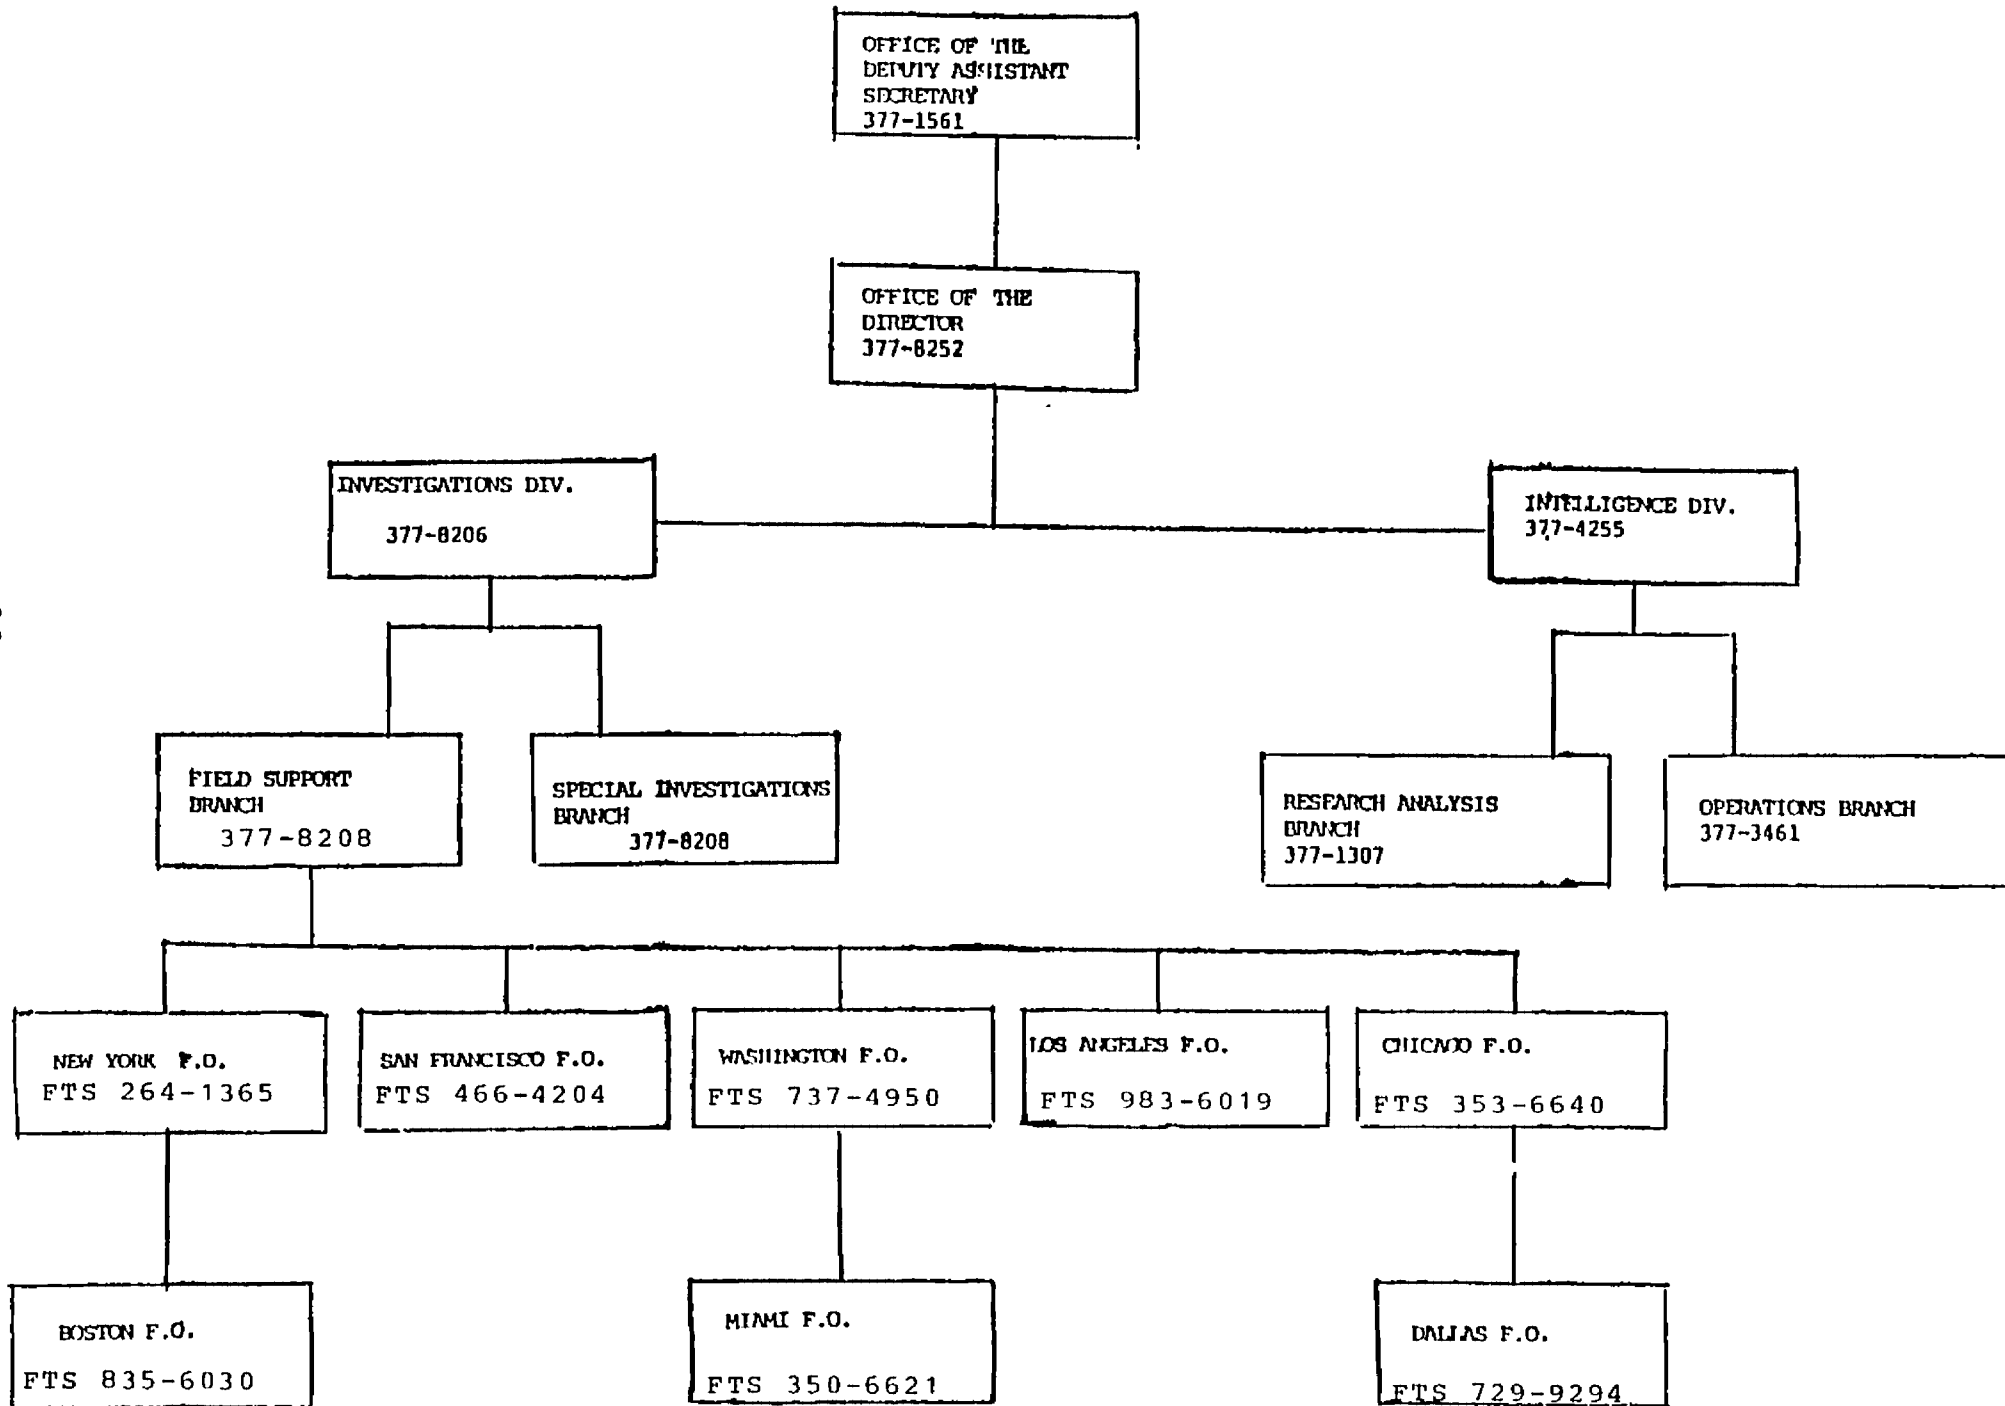 OFFICE OF THE
DEPUTY ASSISTANT
SECRETARY
377-1561
OFFICE OF THE
DIRECTOR
377-8252
INVESTIGATIONS DIV.
377-8206
INTELLIGENCE DIV.
377-4255
FIELD SUPPORT
BRANCH
377-8208
SPECIAL INVESTIGATIONS
BRANCH
377-8208
RESEARCH ANALYSIS
BRANCH
377-1307
OPERATIONS BRANCH
377-3461
NEW YORK F.O.
FTS 264-1365
SAN FRANCISCO F.O.
FTS 466-4204
WASHINGTON F.O.
FTS 737-4950
LOS ANGELES F.O.
FTS 983-6019
CHICAGO F.O.
FTS 353-6640
BOSTON F.O.
FTS 835-6030
MIAMI F.O.
FTS 350-6621
DALLAS F.O.
FTS 729-9294